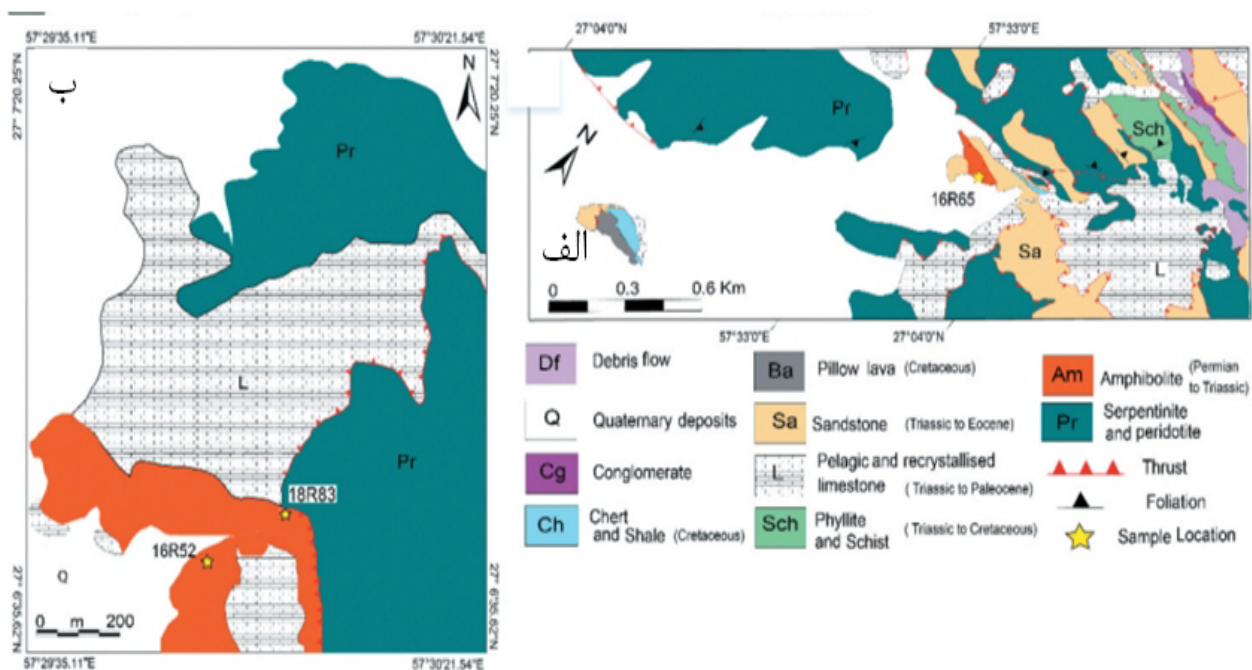 57°29'35.11"E
57°30'21.54"E
27° 7'20.25"N
27° 7'20.25"N
ب
N
Pr
L
Pr
18R83
16R52
Q
0 m 200
27° 6'35.62"N
27° 6'35.62"N
57°29'35.11"E
57°30'21.54"E
27°04'0"N
57°33'0"E
Pr
Sch
N
16R65
الف
Sa
L
0 0.3 0.6 Km
57°33'0"E
27°04'0"N
Df Debris flow
Q Quaternary deposits
Cg Conglomerate
Ch Chert
and Shale (Cretaceous)
Ba Pillow lava (Cretaceous)
Sa Sandstone (Triassic to Eocene)
L Pelagic and recrystallised
limestone (Triassic to Paleocene)
Sch Phyllite
and Schist (Triassic to Cretaceous)
Am Amphibolite (Permian
to Triassic)
Pr Serpentinite
and peridotite
Thrust
Foliation
Sample Location